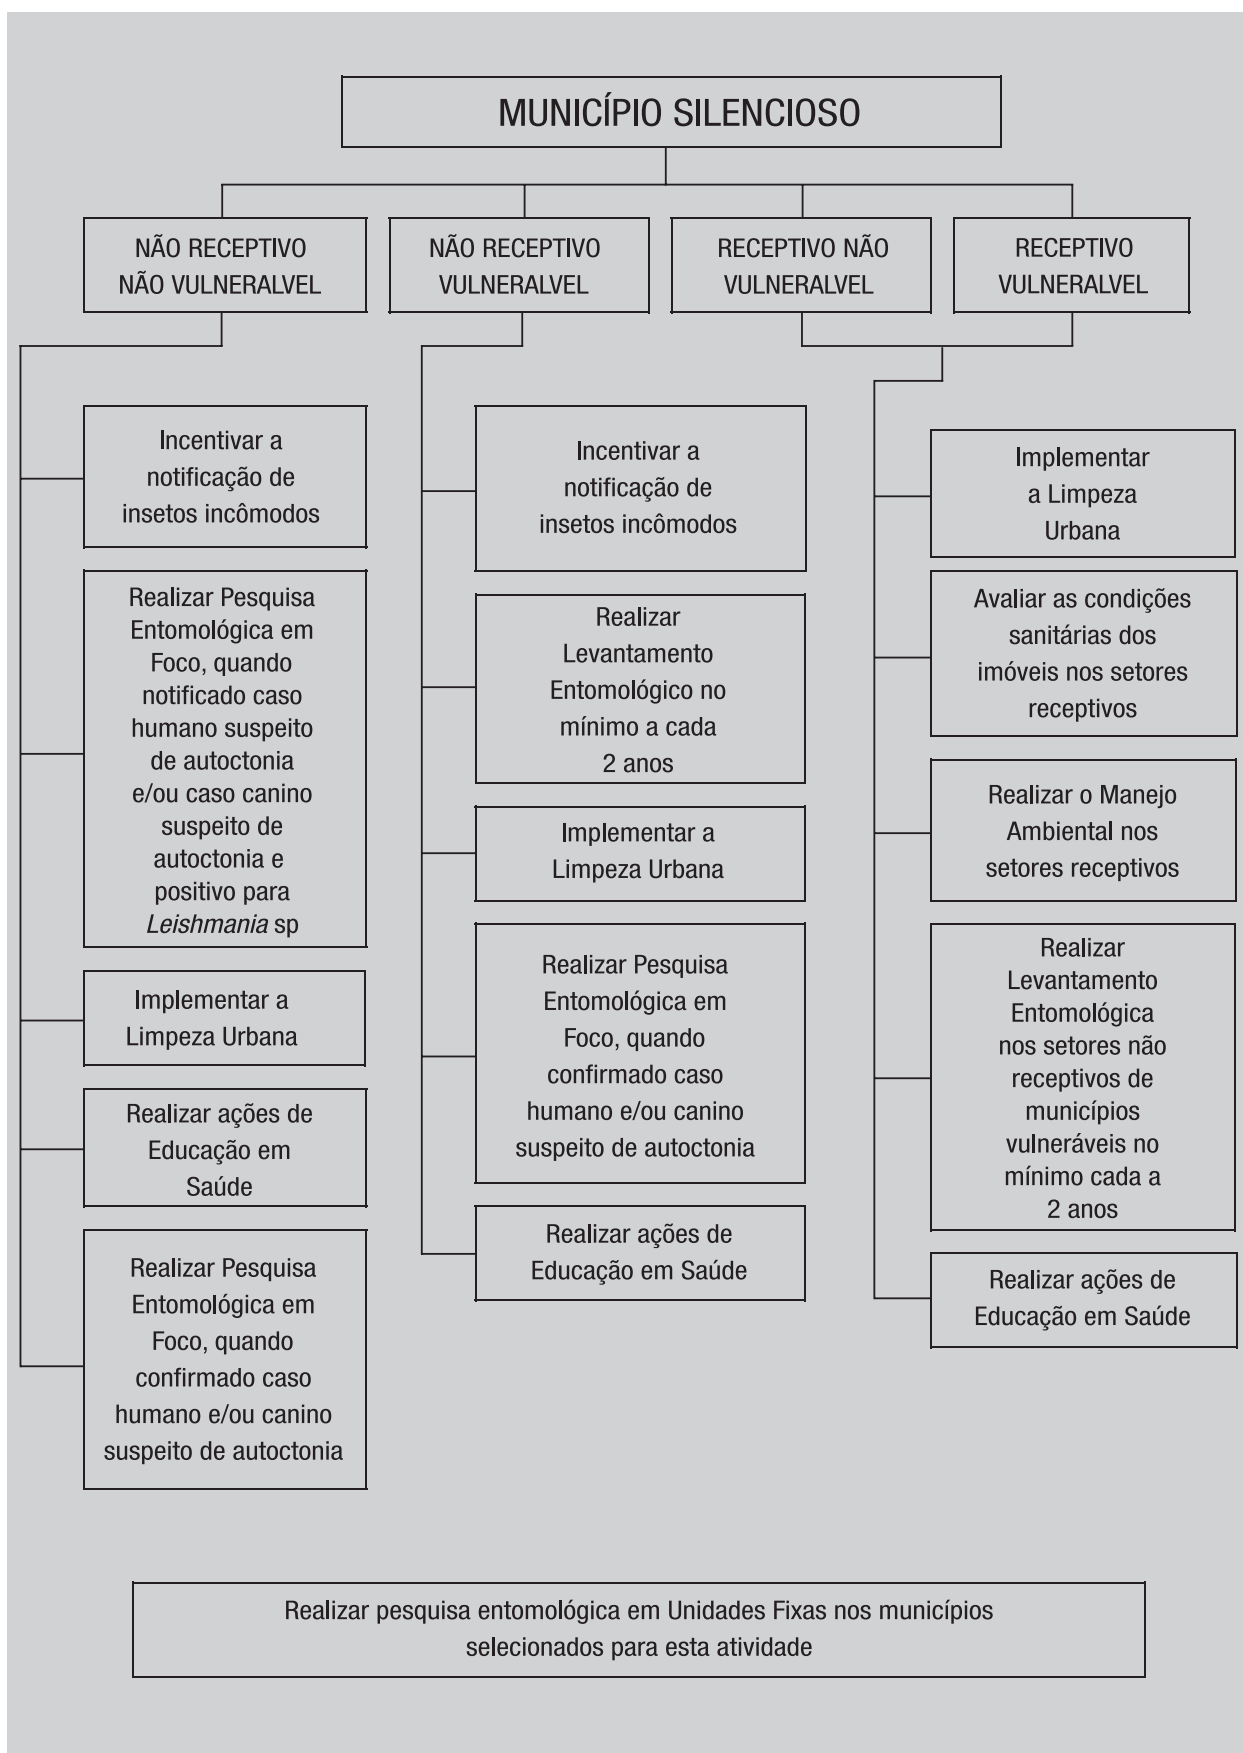 MUNICÍPIO SILENCIOSO
NÃO RECEPTIVO
NÃO VULNERALVEL
NÃO RECEPTIVO
VULNERALVEL
RECEPTIVO NÃO
VULNERALVEL
RECEPTIVO
VULNERALVEL
Incentivar a
notificação de
insetos incômodos
Realizar Pesquisa
Entomológica em
Foco, quando
notificado caso
humano suspeito
de autoctonia
e/ou caso canino
suspeito de
autoctonia e
positivo para
Leishmania sp
Implementar a
Limpeza Urbana
Realizar ações de
Educação em
Saúde
Realizar Pesquisa
Entomológica em
Foco, quando
confirmado caso
humano e/ou canino
suspeito de autoctonia
Incentivar a
notificação de
insetos incômodos
Realizar
Levantamento
Entomológico no
mínimo a cada
2 anos
Implementar a
Limpeza Urbana
Realizar Pesquisa
Entomológica em
Foco, quando
confirmado caso
humano e/ou canino
suspeito de autoctonia
Realizar ações de
Educação em Saúde
Implementar
a Limpeza
Urbana
Avaliar as condições
sanitárias dos
imóveis nos setores
receptivos
Realizar o Manejo
Ambiental nos
setores receptivos
Realizar
Levantamento
Entomológica
nos setores não
receptivos de
municípios
vulneráveis no
mínimo cada a
2 anos
Realizar ações de
Educação em Saúde
Realizar pesquisa entomológica em Unidades Fixas nos municípios
selecionados para esta atividade